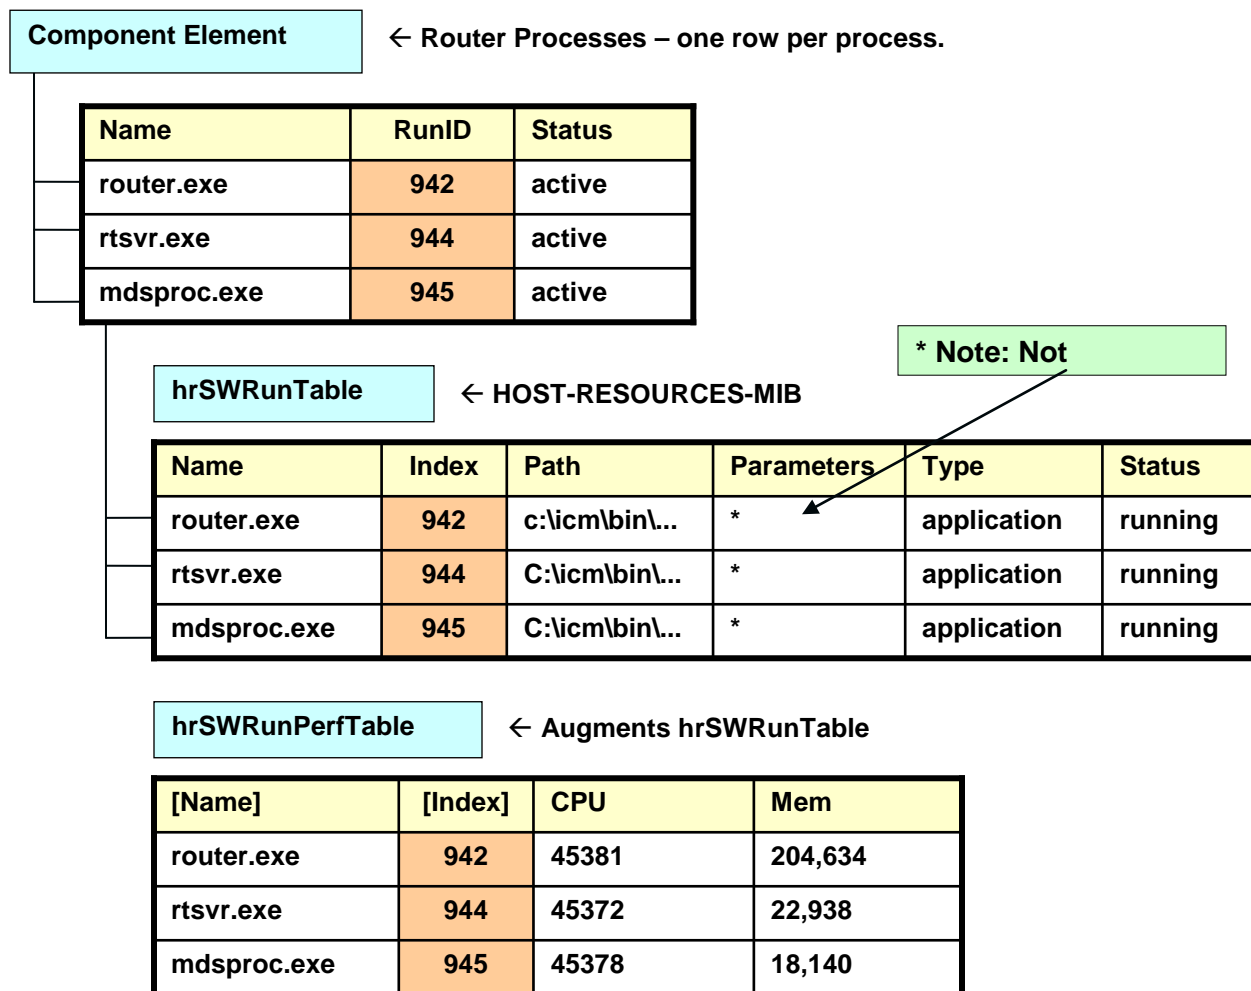 Component Element
← Router Processes – one row per process.
Name RunID Status
router.exe 942 active
rtsvr.exe 944 active
mdsproc.exe 945 active
* Note: Not
hrSWRunTable
← HOST-RESOURCES-MIB
Name Index Path Parameters Type Status
router.exe 942 c:\icm\bin\... * application running
rtsvr.exe 944 C:\icm\bin\... * application running
mdsproc.exe 945 C:\icm\bin\... * application running
hrSWRunPerfTable
← Augments hrSWRunTable
[Name] [Index] CPU Mem
router.exe 942 45381 204,634
rtsvr.exe 944 45372 22,938
mdsproc.exe 945 45378 18,140